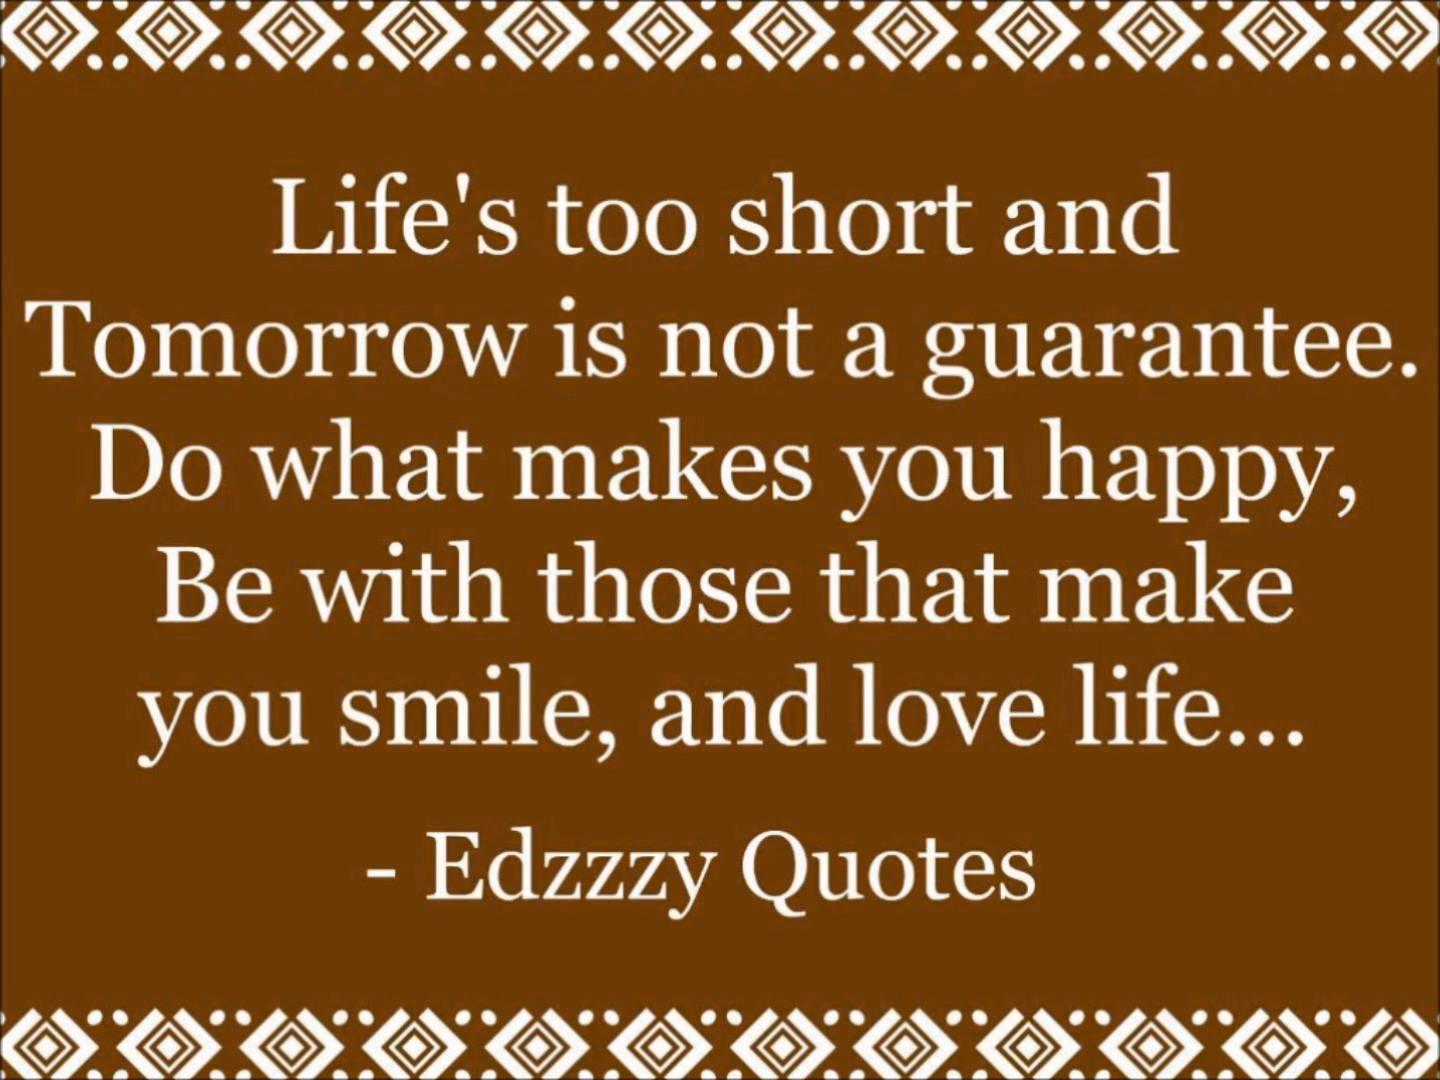 Life's too short and
Tomorrow is not a guarantee.
Do what makes you happy,
Be with those that make
you smile, and love life...
- Edzzzy Quotes